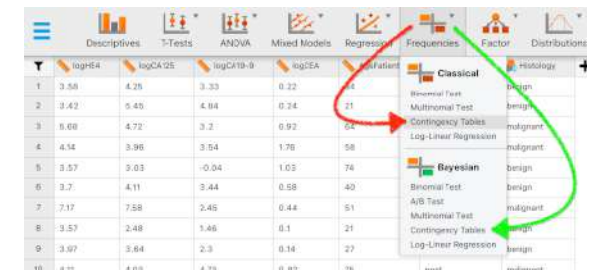 Descriptives T-Tests ANOVA Mixed Models Regression Frequencies Factor Distributions
logHE4 logCA125 logCA19-9 logCEA Histology
Classical
1 3.58 4.25 3.33 0.22 benign
Binomial Test
2 3.42 5.45 4.84 0.24 21 benign
Multinomial Test
3 5.68 4.72 3.2 0.92 64 malignant
Contingency Tables
Log-Linear Regression
4 4.14 3.96 3.54 1.76 58 malignant
5 3.57 3.03 -0.04 1.03 74 benign
Bayesian
6 3.7 4.11 3.44 0.58 40 benign
Binomial Test
7 7.17 7.58 2.45 0.44 51 malignant
A/B Test
Multinomial Test
8 3.57 2.48 1.46 0.1 21 benign
Contingency Tables
9 3.97 3.64 2.3 0.14 27 benign
Log-Linear Regression
10